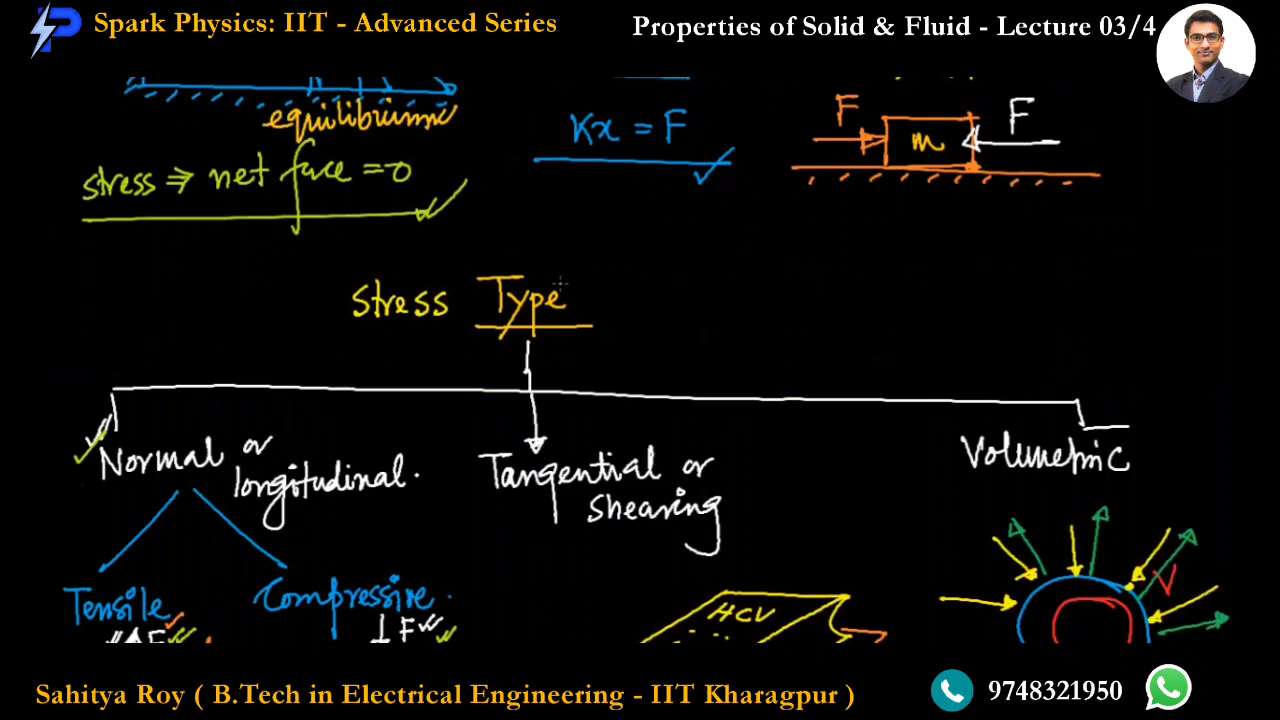 Spark Physics: IIT - Advanced Series
Properties of Solid & Fluid - Lecture 03/4
equilibrium
stress ⇒ net force = 0
Kx = F
F
m
F
Stress Type
Normal or
longitudinal.
Tangential or
shearing
Volumetric
Tensile
Compressive.
F
F
HCV
V
Sahitya Roy ( B.Tech in Electrical Engineering - IIT Kharagpur )
9748321950